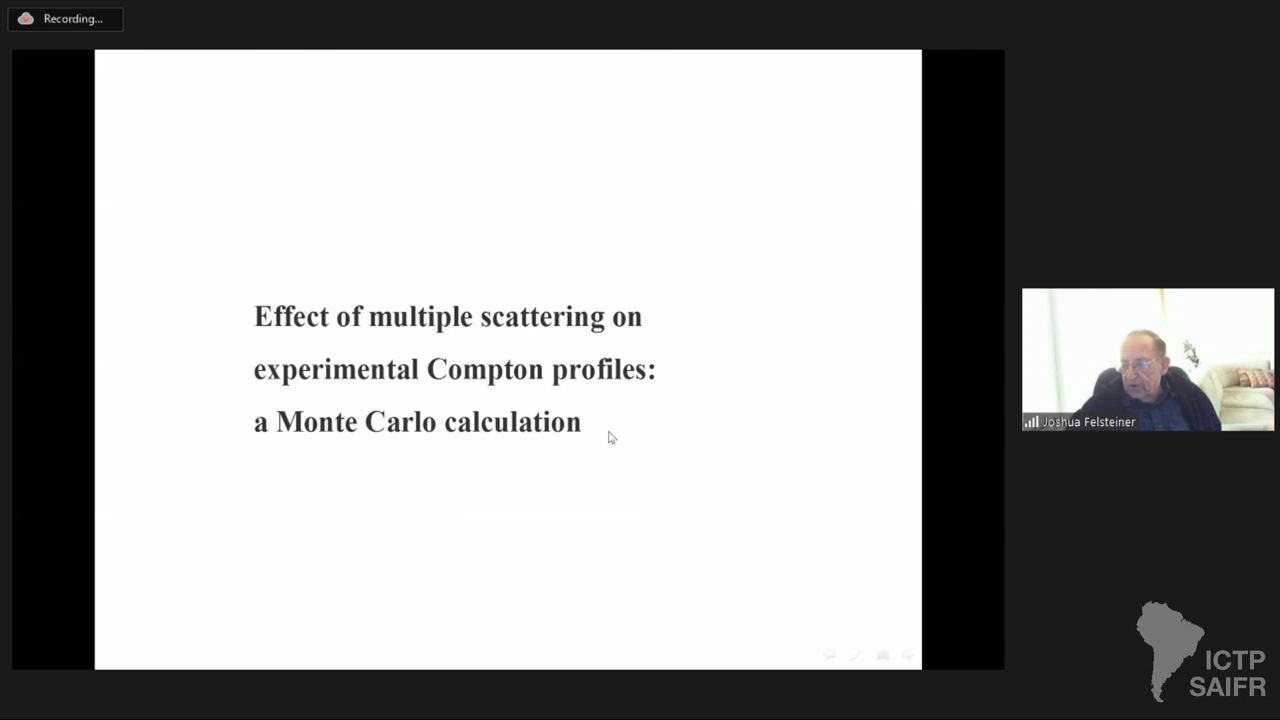 Recording...
Effect of multiple scattering on
experimental Compton profiles:
a Monte Carlo calculation
Joshua Felsteiner
ICTP
SAIFR